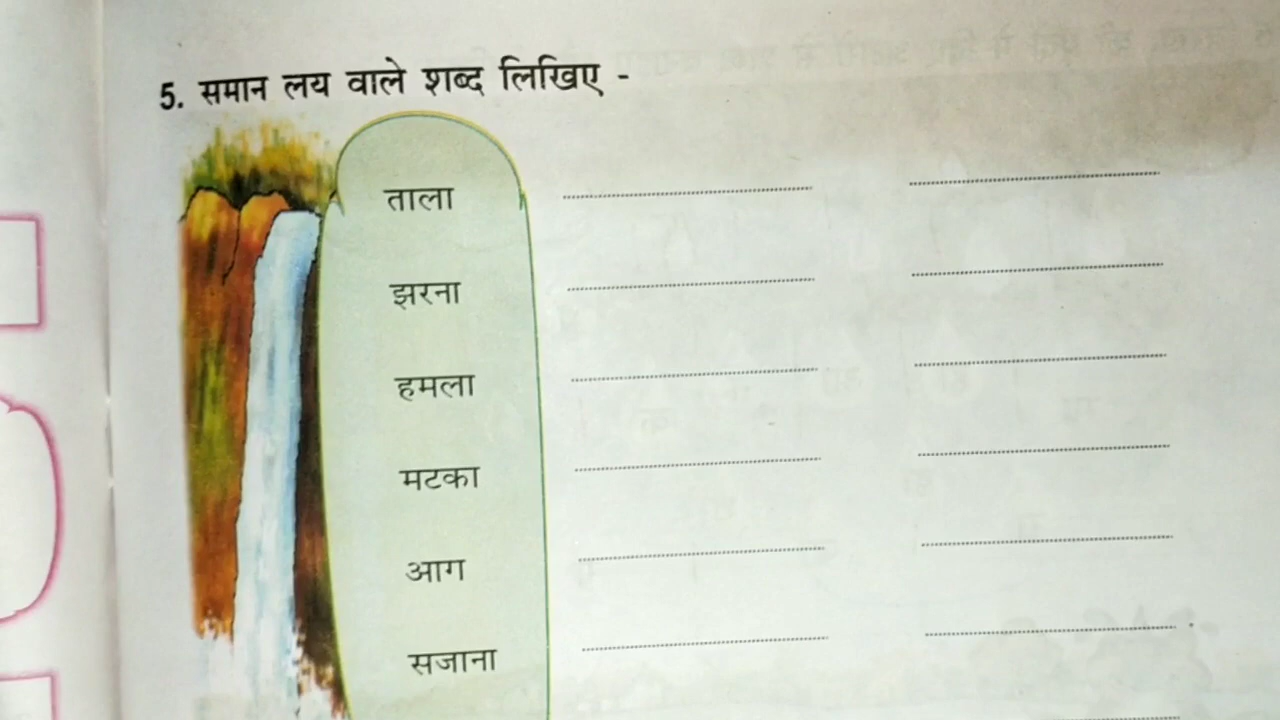 5. समान लय वाले शब्द लिखिए -
ताला
झरना
हमला
मटका
आग
सजाना